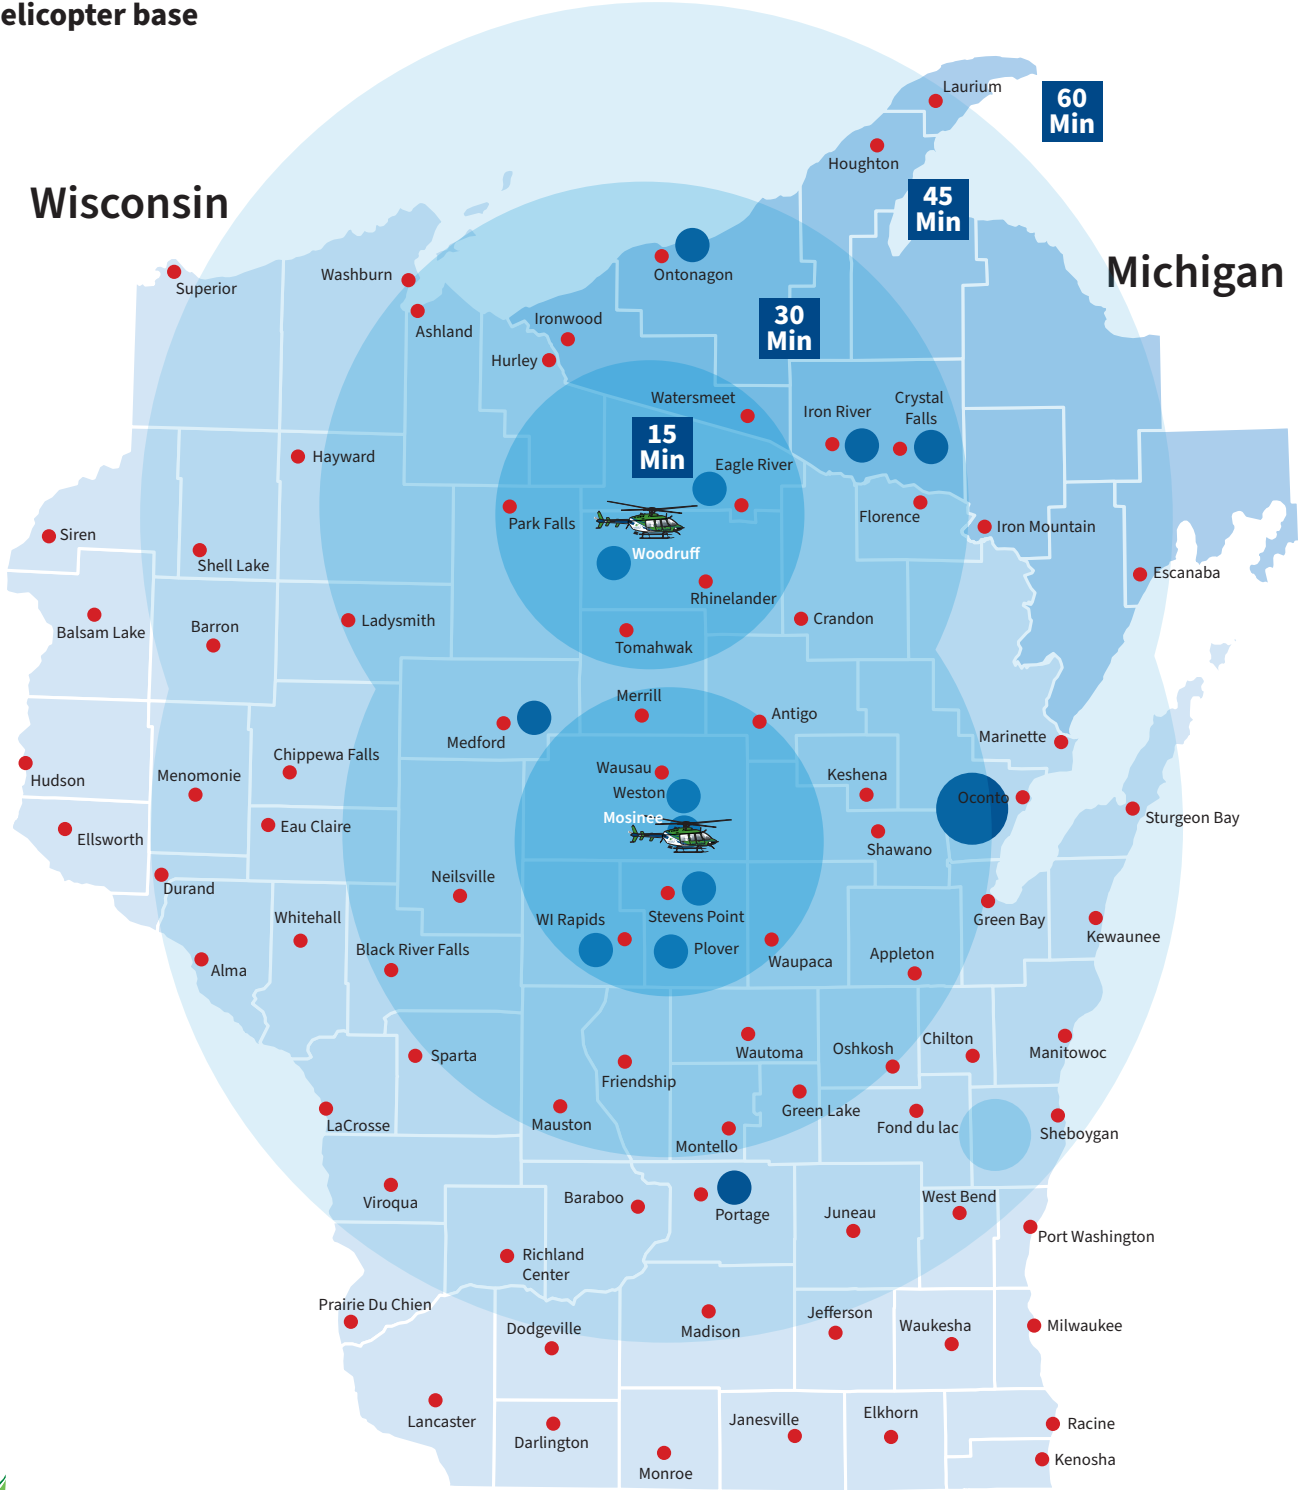 elicopter base
Laurium
60
Min
Houghton
45
Min
Wisconsin
Michigan
Washburn
Ontonagon
Superior
30
Min
Ironwood
Ashland
Hurley
Watersmeet
Crystal
Falls
Iron River
15
Min
Hayward
Eagle River
Park Falls
Florence
Iron Mountain
Siren
Woodruff
Shell Lake
Escanaba
Rhinelander
Balsam Lake
Barron
Ladysmith
Crandon
Tomahwak
Merrill
Antigo
Medford
Marinette
Chippewa Falls
Hudson
Menomonie
Wausau
Keshena
Weston
Oconto
Mosinee
Sturgeon Bay
Eau Claire
Ellsworth
Shawano
Neilsville
Durand
Whitehall
WI Rapids
Stevens Point
Green Bay
Kewaunee
Black River Falls
Plover
Appleton
Waupaca
Alma
Chilton
Sparta
Wautoma
Oshkosh
Manitowoc
Friendship
Green Lake
LaCrosse
Mauston
Fond du lac
Sheboygan
Montello
Viroqua
Baraboo
West Bend
Portage
Juneau
Port Washington
Richland
Center
Prairie Du Chien
Dodgeville
Madison
Jefferson
Waukesha
Milwaukee
Lancaster
Janesville
Elkhorn
Racine
Darlington
Monroe
Kenosha